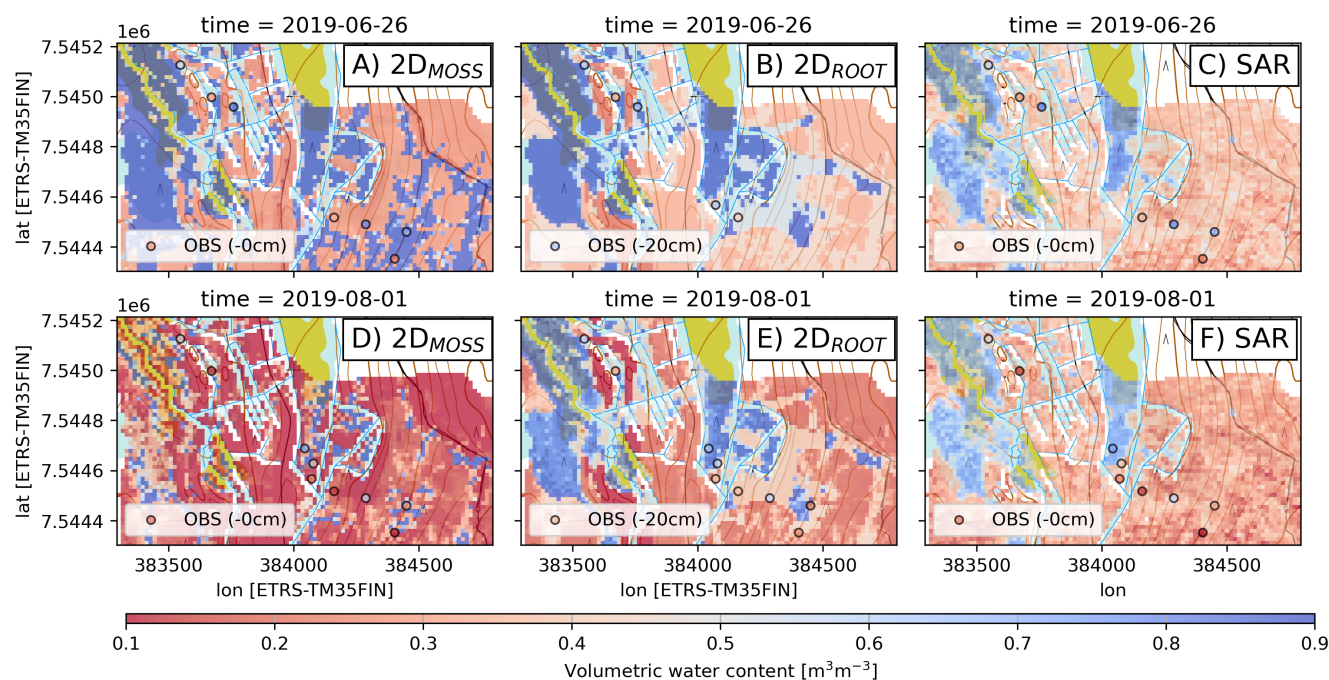 time = 2019-06-26 time = 2019-06-26 time = 2019-06-26
1e6
7.5452
7.5450
7.5448
7.5446
7.5444
lat [ETRS-TM35FIN]
A) 2D_MOSS
B) 2D_ROOT
C) SAR
OBS (-0cm)
OBS (-20cm)
OBS (-0cm)
time = 2019-08-01 time = 2019-08-01 time = 2019-08-01
1e6
7.5452
7.5450
7.5448
7.5446
7.5444
lat [ETRS-TM35FIN]
D) 2D_MOSS
E) 2D_ROOT
F) SAR
OBS (-0cm)
OBS (-20cm)
OBS (-0cm)
383500 384000 384500 383500 384000 384500 383500 384000 384500
lon [ETRS-TM35FIN] lon [ETRS-TM35FIN] lon
0.1 0.2 0.3 0.4 0.5 0.6 0.7 0.8 0.9
Volumetric water content [m³m⁻³]